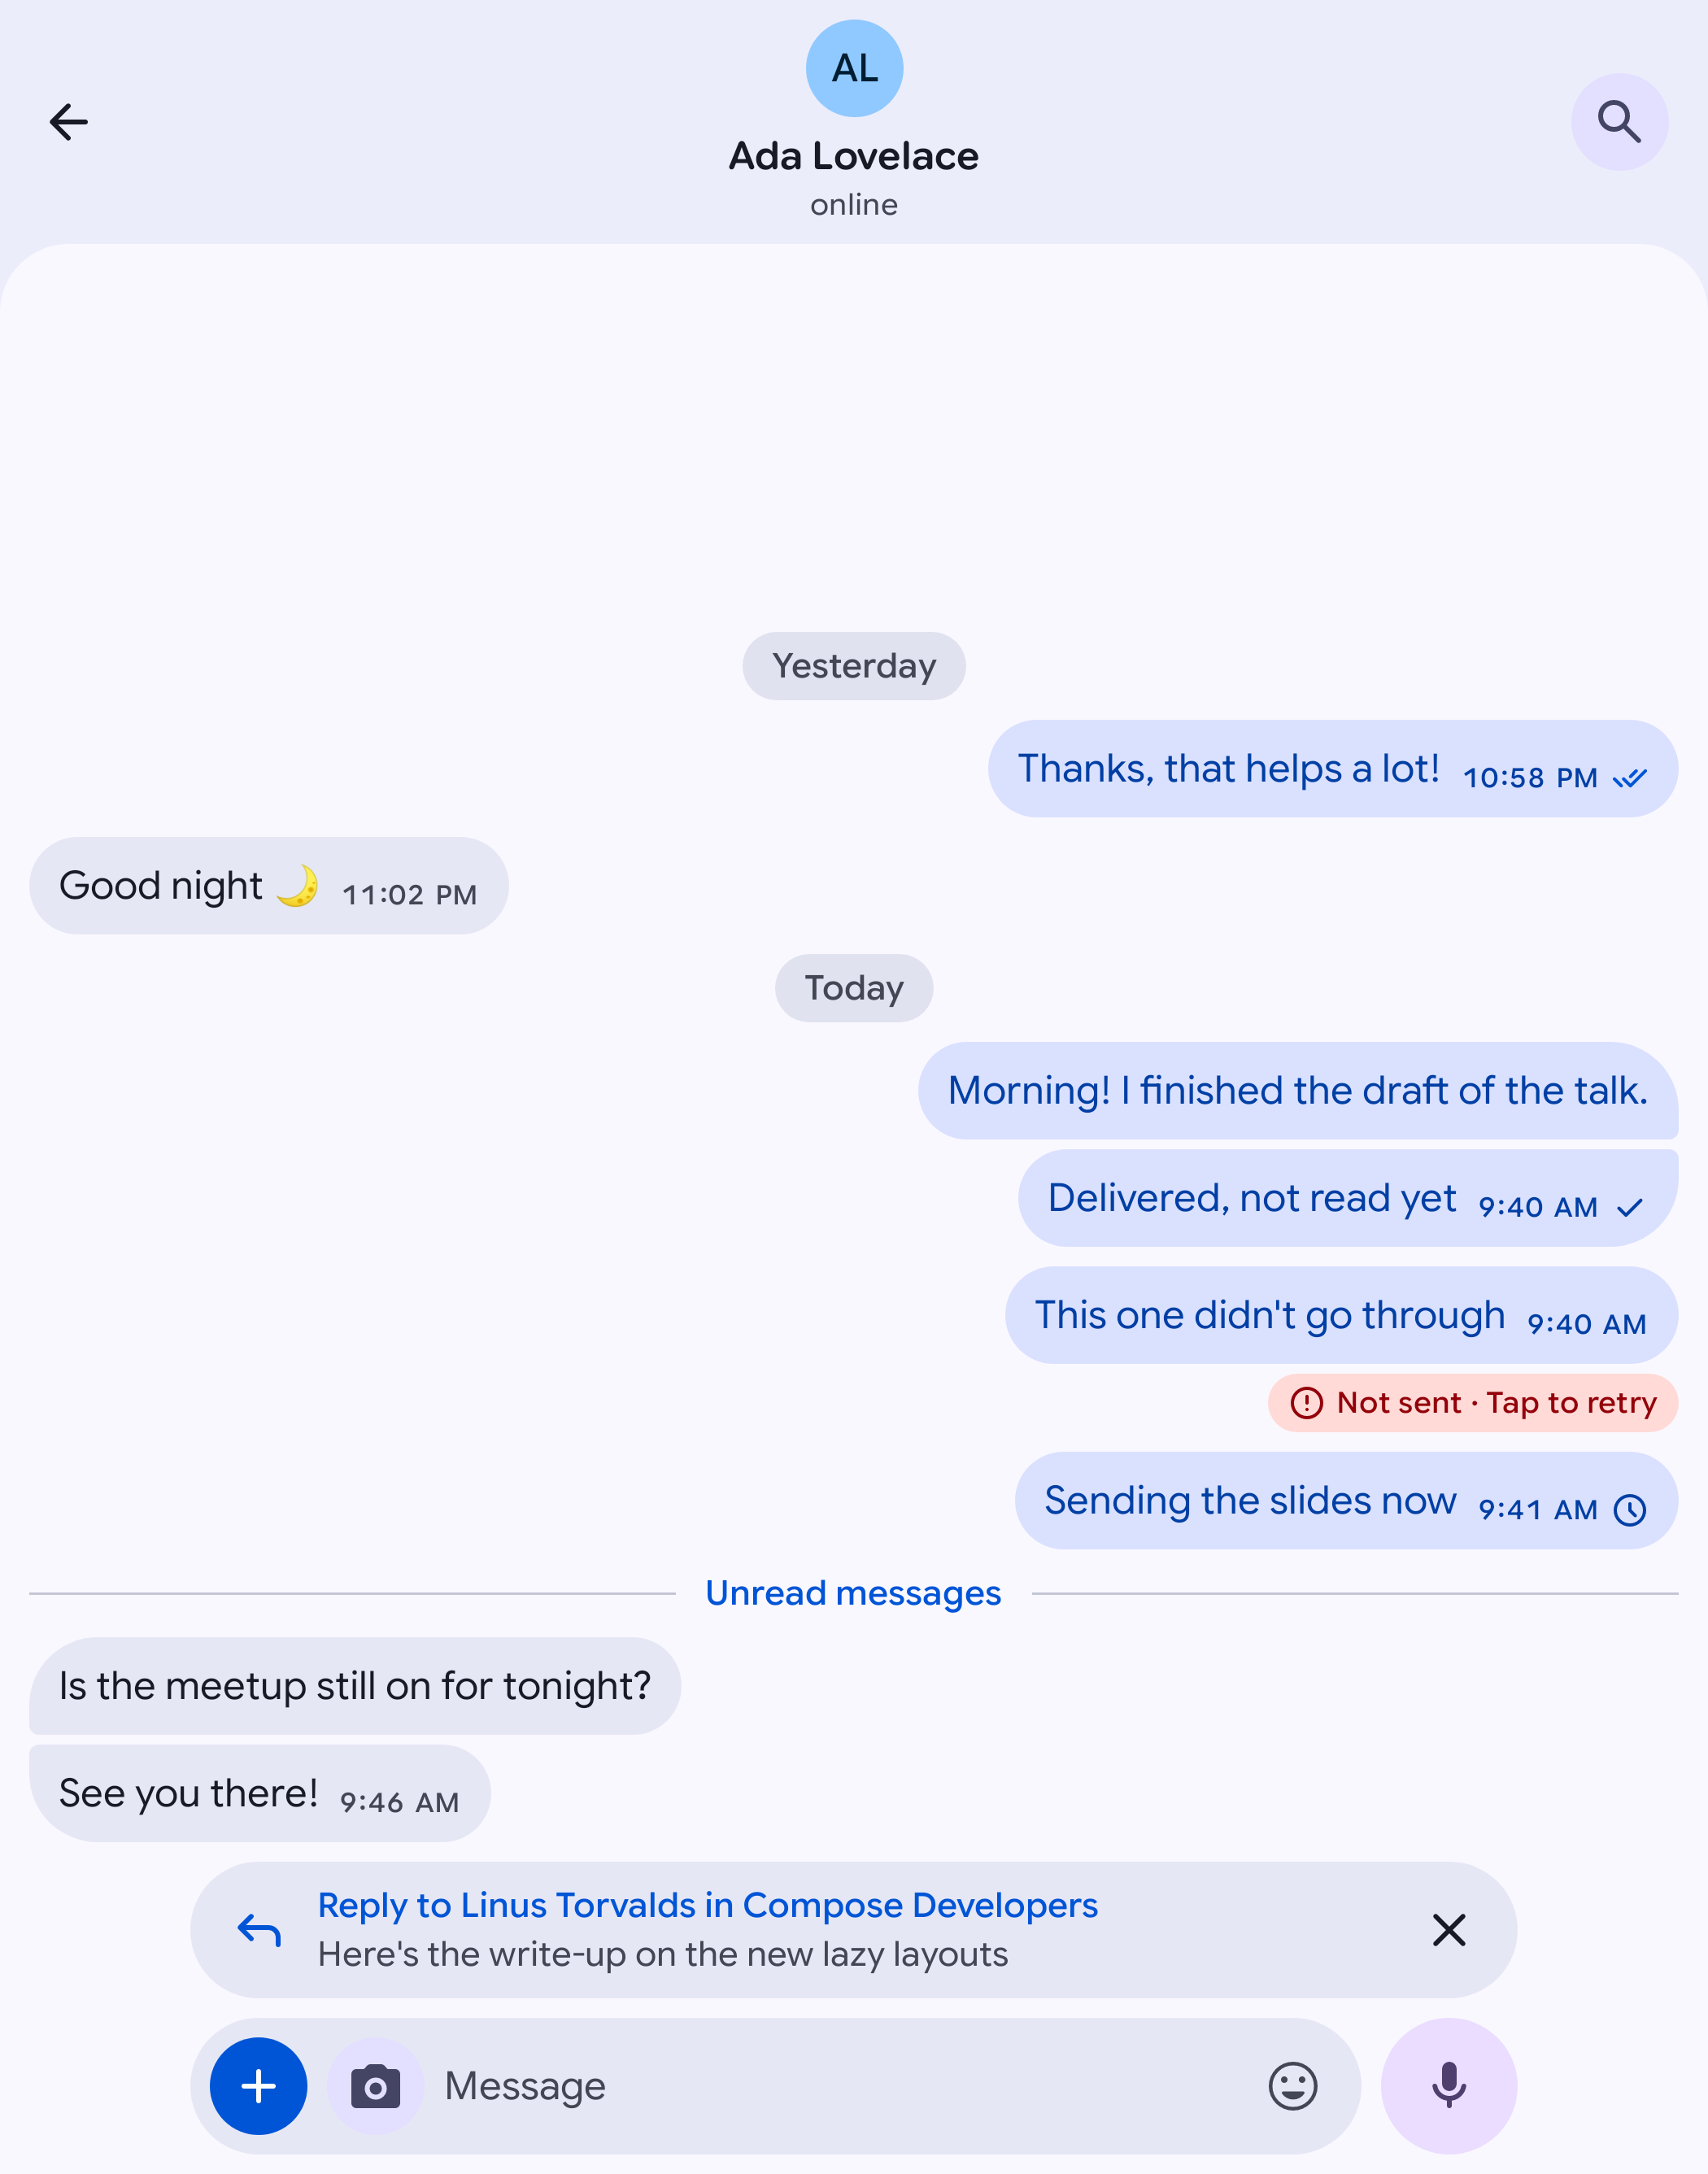 AL
Ada Lovelace
online
Yesterday
Thanks, that helps a lot! 10:58 PM
Good night 🌙 11:02 PM
Today
Morning! I finished the draft of the talk.
Delivered, not read yet 9:40 AM
This one didn't go through 9:40 AM
Not sent · Tap to retry
Sending the slides now 9:41 AM
Unread messages
Is the meetup still on for tonight?
See you there! 9:46 AM
Reply to Linus Torvalds in Compose Developers
Here's the write-up on the new lazy layouts
Message